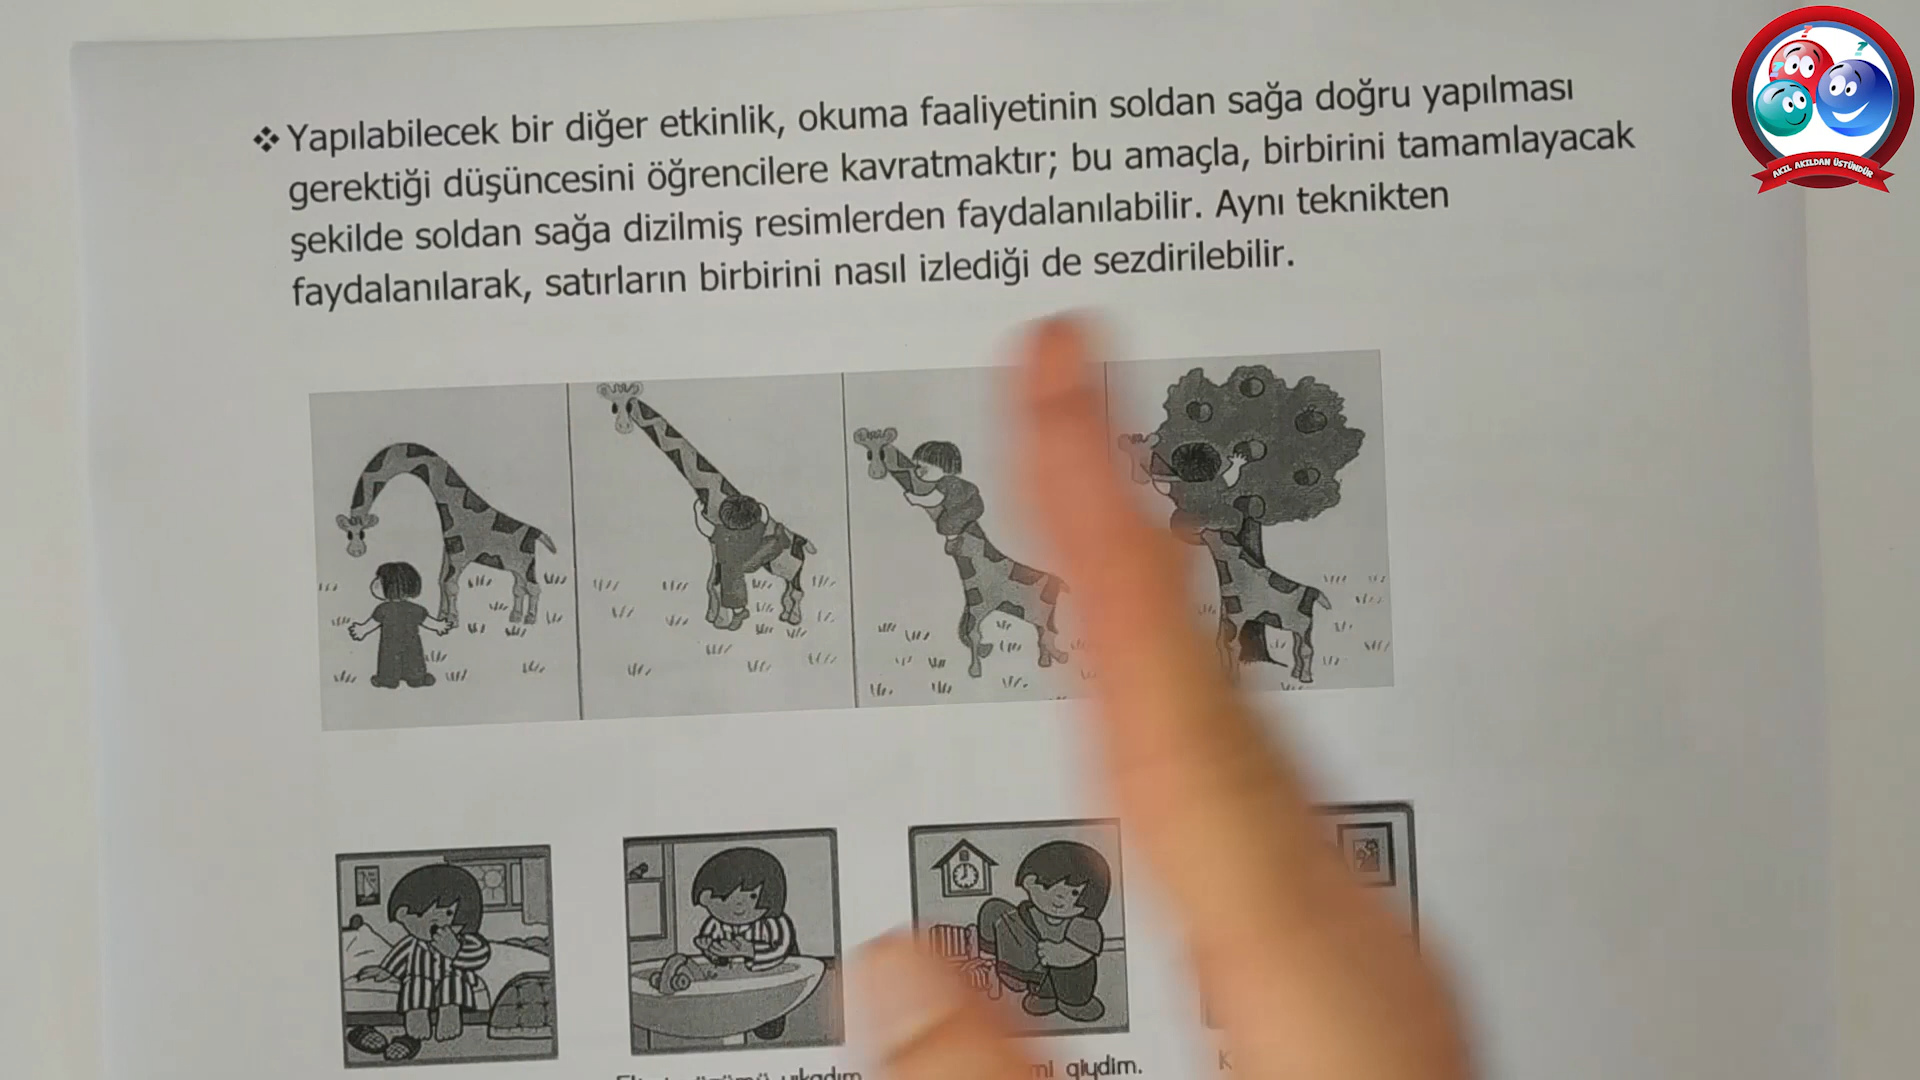 ❖ Yapılabilecek bir diğer etkinlik, okuma faaliyetinin soldan sağa doğru yapılması
gerektiği düşüncesini öğrencilere kavratmaktır; bu amaçla, birbirini tamamlayacak
şekilde soldan sağa dizilmiş resimlerden faydalanılabilir. Aynı teknikten
faydalanılarak, satırların birbirini nasıl izlediği de sezdirilebilir.
AKIL AKILDAN ÜSTÜNDÜR
yıkadım
giydim.